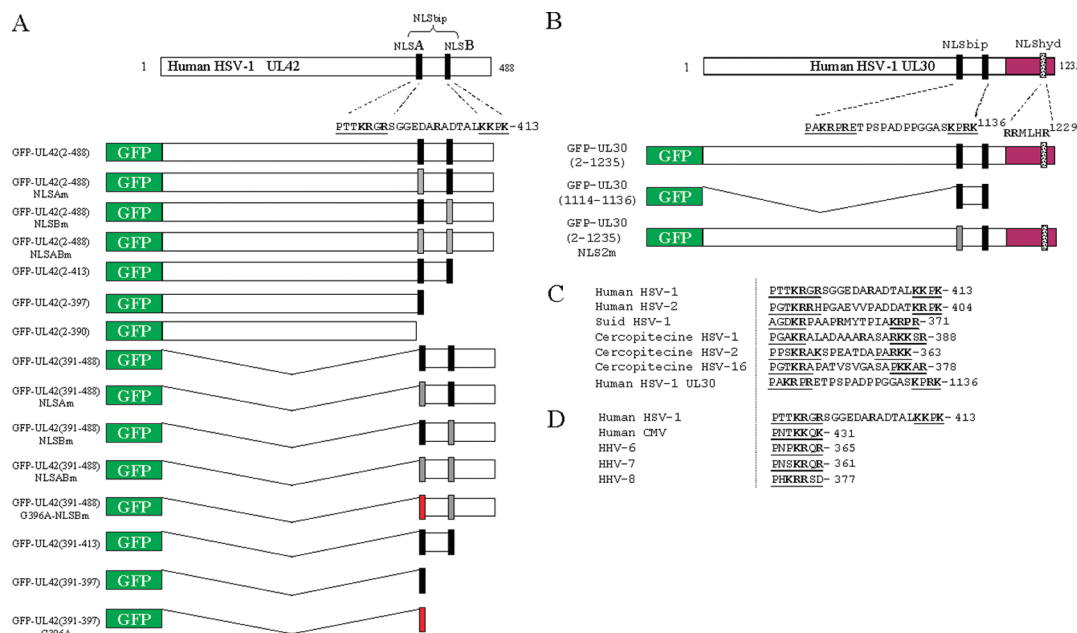 A
NLSbip
NLSA NLSB
1 Human HSV-1 UL42 488
PTTKRGRSGGEDARADTALKKPK-413
GFP-UL42(2-488) GFP
GFP-UL42(2-488) NLSAm GFP
GFP-UL42(2-488) NLSBm GFP
GFP-UL42(2-488) NLSABm GFP
GFP-UL42(2-413) GFP
GFP-UL42(2-397) GFP
GFP-UL42(2-390) GFP
GFP-UL42(391-488) GFP
GFP-UL42(391-488) NLSAm GFP
GFP-UL42(391-488) NLSBm GFP
GFP-UL42(391-488) NLSABm GFP
GFP-UL42(391-488) G396A-NLSBm GFP
GFP-UL42(391-413) GFP
GFP-UL42(391-397) GFP
GFP-UL42(391-397) G396A GFP
B
NLSbip NLShyd
1 Human HSV-1 UL30
PAKRPRETPSPADPPGGASKPRK1136 RRMLHR1229
GFP-UL30 (2-1235) GFP
GFP-UL30 (1114-1136) GFP
GFP-UL30 (2-1235) NLS2m GFP
C
Human HSV-1 PTTKRGRSGGEDARADTALKKPK-413
Human HSV-2 PGTKRRHPGAEVVPADDATKRPK-404
Suid HSV-1 AGDKRPAAPRMYTPIAKRPR-371
Cercopitecine HSV-1 PGAKRALADAAARASARKKSR-388
Cercopitecine HSV-2 PPSKRAKSPEATDAPARKK-363
Cercopitecine HSV-16 PGTKRAPATVSVGASAPKKAR-378
Human HSV-1 UL30 PAKRPRETPSPADPPGGASKPRK-1136
D
Human HSV-1 PTTKRGRSGGEDARADTALKKPK-413
Human CMV PNTKKQK-431
HHV-6 PNPKRQR-365
HHV-7 PNSKRQR-361
HHV-8 PHKRRSD-377